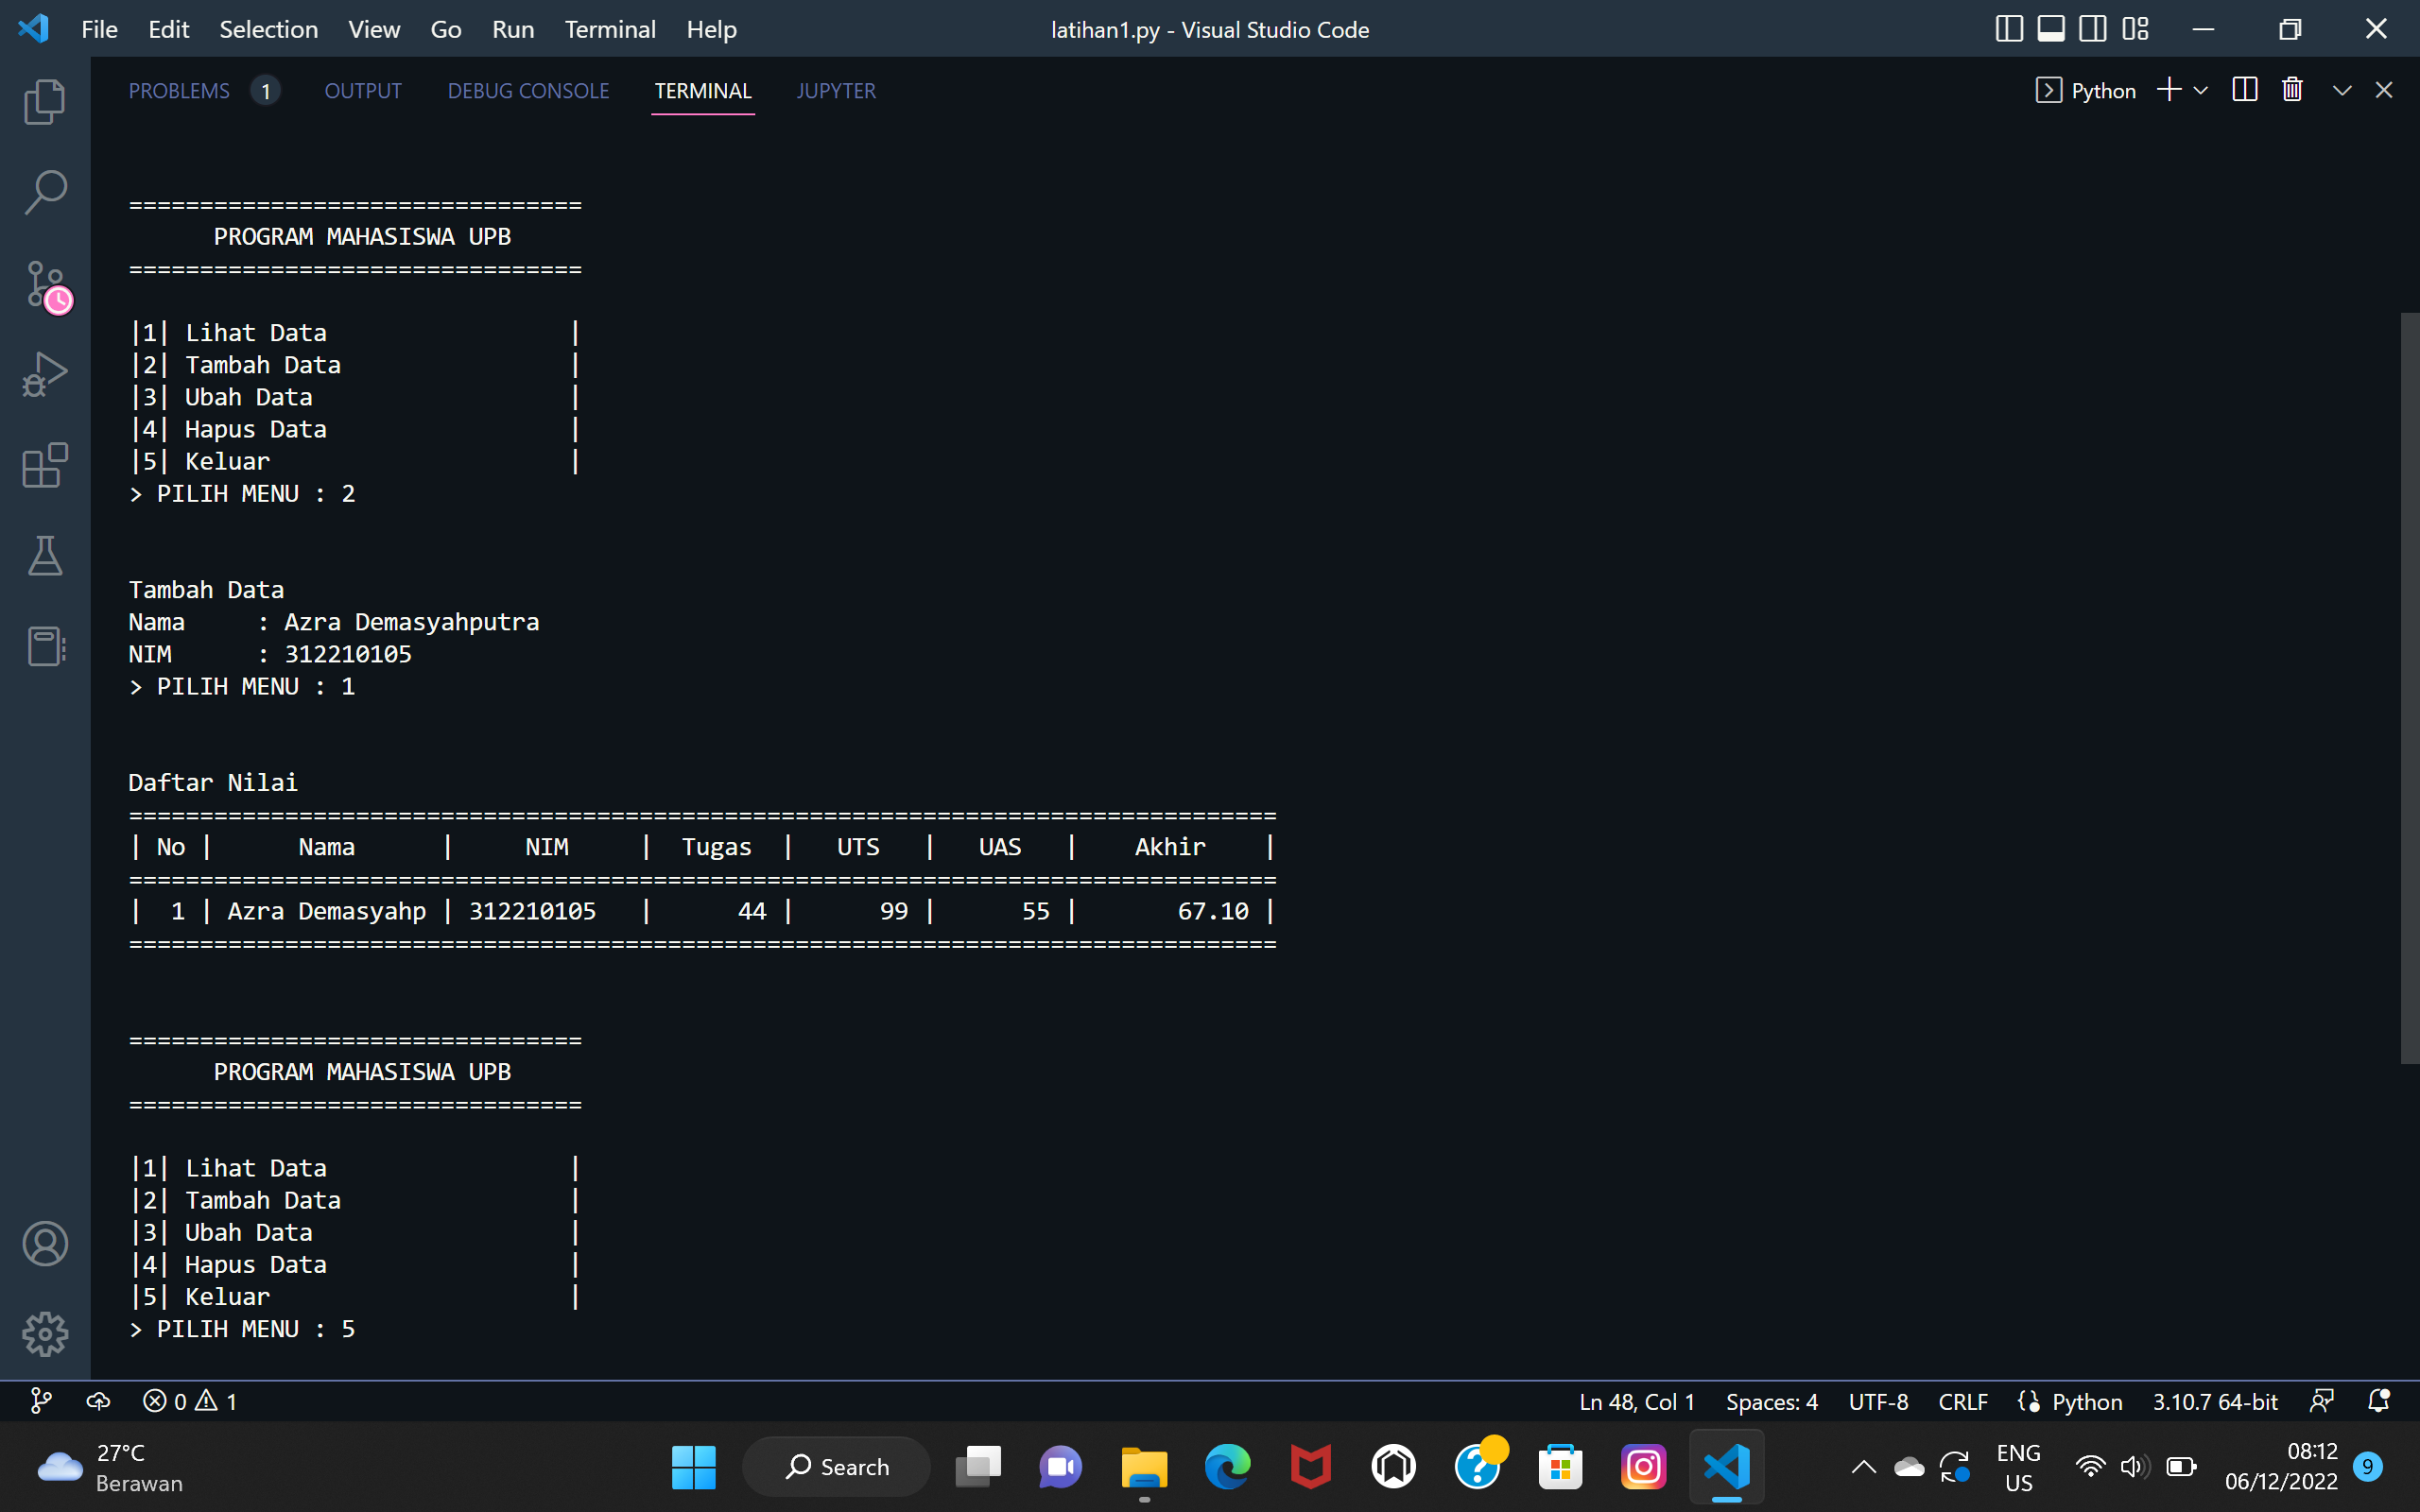 File Edit Selection View Go Run Terminal Help latihan1.py - Visual Studio Code
PROBLEMS 1 OUTPUT DEBUG CONSOLE TERMINAL JUPYTER Python
================================
      PROGRAM MAHASISWA UPB
================================
|1| Lihat Data                 |
|2| Tambah Data                |
|3| Ubah Data                  |
|4| Hapus Data                 |
|5| Keluar                     |
> PILIH MENU : 2
Tambah Data
Nama     : Azra Demasyahputra
NIM      : 312210105
> PILIH MENU : 1
Daftar Nilai
=================================================================================
| No |      Nama      |     NIM     |  Tugas  |   UTS   |   UAS   |    Akhir    |
=================================================================================
|  1 | Azra Demasyahp | 312210105   |      44 |      99 |      55 |       67.10 |
=================================================================================
================================
      PROGRAM MAHASISWA UPB
================================
|1| Lihat Data                 |
|2| Tambah Data                |
|3| Ubah Data                  |
|4| Hapus Data                 |
|5| Keluar                     |
> PILIH MENU : 5
0 1 Ln 48, Col 1 Spaces: 4 UTF-8 CRLF Python 3.10.7 64-bit
27°C
Berawan
Search
ENG
US
08:12
06/12/2022
9